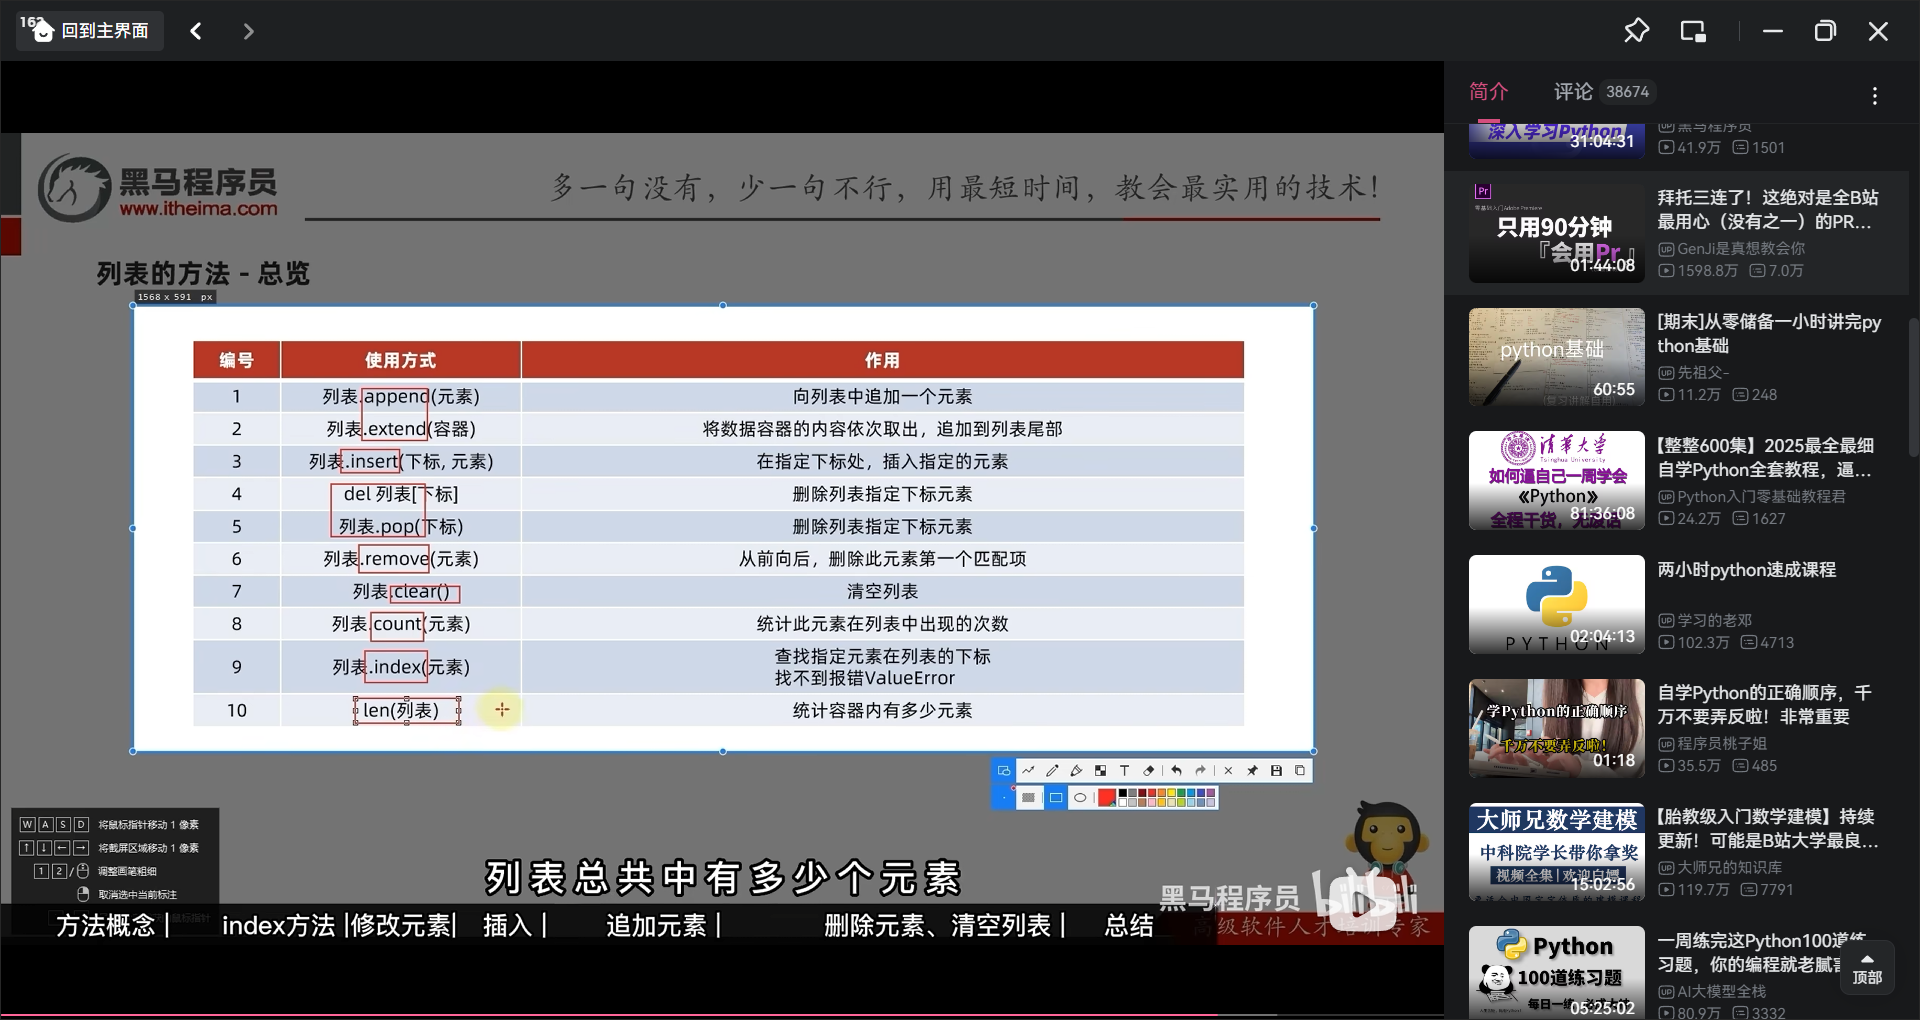 16
回到主界面
简介
评论 38674
黑马程序员
www.itheima.com
多一句没有，少一句不行，用最短时间，教会最实用的技术！
列表的方法 - 总览
1568 x 591 px
编号 使用方式 作用
1 列表.append(元素) 向列表中追加一个元素
2 列表.extend(容器) 将数据容器的内容依次取出，追加到列表尾部
3 列表.insert(下标, 元素) 在指定下标处，插入指定的元素
4 del 列表[下标] 删除列表指定下标元素
5 列表.pop(下标) 删除列表指定下标元素
6 列表.remove(元素) 从前向后，删除此元素第一个匹配项
7 列表.clear() 清空列表
8 列表.count(元素) 统计此元素在列表中出现的次数
9 列表.index(元素) 查找指定元素在列表的下标
找不到报错ValueError
10 len(列表) 统计容器内有多少元素
T
W A S D 将鼠标指针移动 1 像素
↑ ↓ ← → 将截屏区域移动 1 像素
1 2 / 调整画笔粗细
取消选中当前标注
列表总共中有多少个元素
黑马程序员 bilibili
方法概念 | index方法 |修改元素| 插入 | 追加元素 | 删除元素、清空列表 | 总结
高级软件人才培训专家
深入学习Python
31:04:31
UP 黑马程序员
41.9万 1501
Pr
只用90分钟
『会用Pr』
01:44:08
拜托三连了！这绝对是全B站
最用心（没有之一）的PR...
UP GenJi是真想教会你
1598.8万 7.0万
python基础
60:55
[期末]从零储备一小时讲完py
thon基础
UP 先祖父-
11.2万 248
清华大学
Tsinghua University
如何逼自己一周学会
《Python》
81:36:08
【整整600集】2025最全最细
自学Python全套教程，逼...
UP Python入门零基础教程君
24.2万 1627
PYTHON
02:04:13
两小时python速成课程
UP 学习的老邓
102.3万 4713
学Python的正确顺序
千万不要弄反啦！
01:18
自学Python的正确顺序，千
万不要弄反啦！非常重要
UP 程序员桃子姐
35.5万 485
大师兄数学建模
中科院学长带你拿奖
视频全集 | 欢迎白嫖
15:02:56
【胎教级入门数学建模】持续
更新！可能是B站大学最良...
UP 大师兄的知识库
119.7万 7791
Python
100道练习题
05:25:02
一周练完这Python100道练
习题，你的编程就老腻害
UP AI大模型全栈
80.9万 3332
顶部